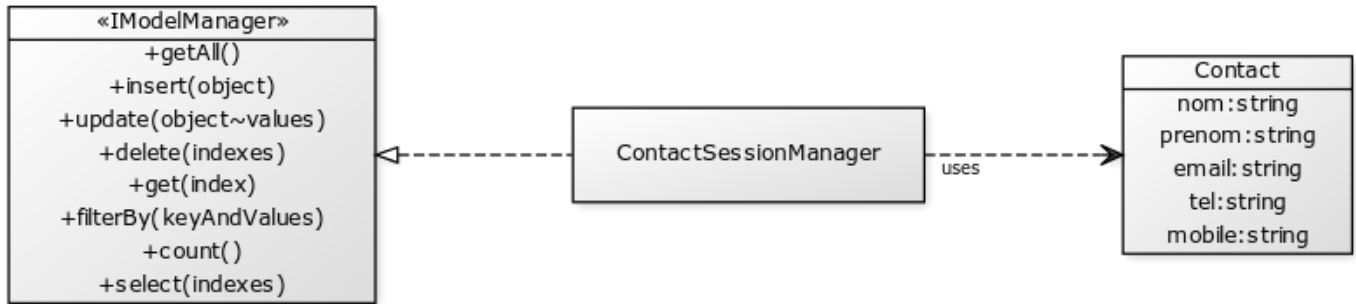 «IModelManager»
+getAll()
+insert(object)
+update(object~values)
+delete(indexes)
+get(index)
+filterBy(keyAndValues)
+count()
+select(indexes)
ContactSessionManager
uses
Contact
nom:string
prenom:string
email:string
tel:string
mobile:string